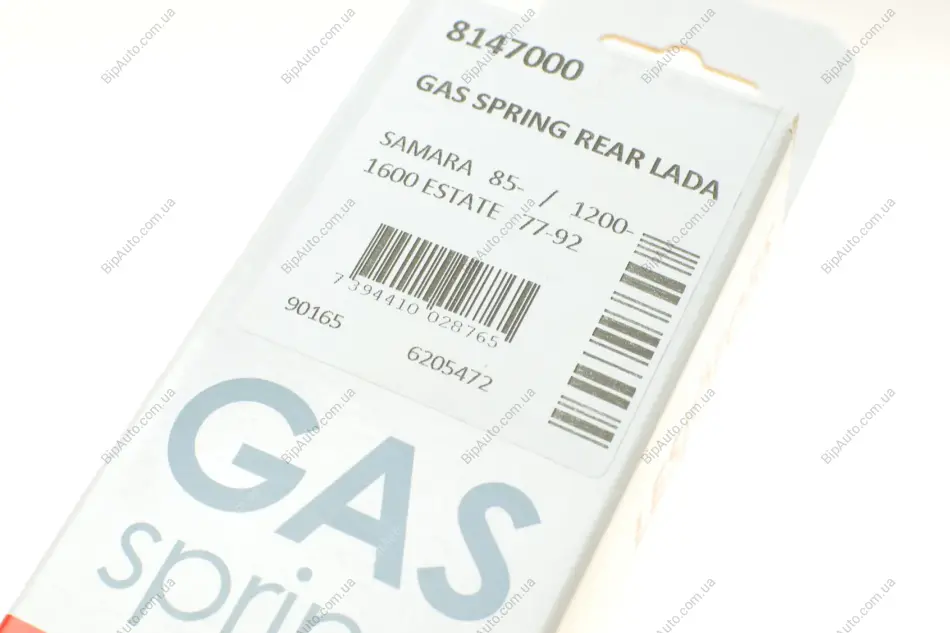 8147000
GAS SPRING REAR LADA
SAMARA 85- / 1200-
1600 ESTATE 77-92
7 394410 028765
90165
6205472
GAS
sprin
BipAuto.com.ua